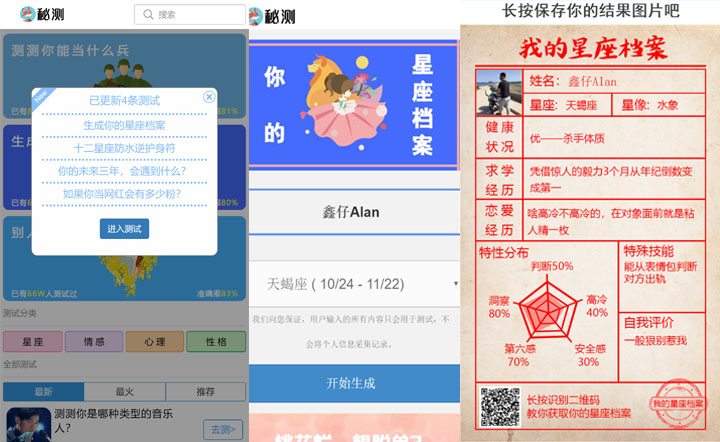 秘测
搜索
测测你能当什么兵
已有
81%
New
已更新4条测试
生成你的星座档案
十二星座防水逆护身符
你的未来三年,会遇到什么?
如果你当网红会有多少粉?
进入测试
80%
已有66W人测试过
准确率83%
测试分类
星座
情感
心理
性格
全部测试
最新
最火
推荐
测测你是哪种类型的音乐
人?
去测>
秘测
你的
星座档案
鑫仔Alan
天蝎座 ( 10/24 - 11/22)
我们向您保证,用户输入的所有内容只会用于测试,不
会将个人信息采集记录。
开始生成
长按保存你的结果图片吧
我的星座档案
姓名: 鑫仔Alan
星座: 天蝎座
星像: 水象
健康
状况
优——杀手体质
求学
经历
凭借惊人的毅力3个月从年纪倒数变
成第一
恋爱
经历
啥高冷不高冷的,在对象面前就是粘
人精一枚
特性分布
判断50%
洞察
80%
高冷
40%
第六感
70%
安全感
30%
特殊技能
能从表情包判断
对方出轨
自我评价
一般狠别惹我
长按识别二维码
教你获取你的星座档案
我的星座档案